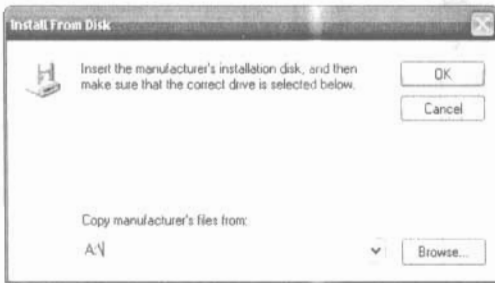 Install From Disk
Insert the manufacturer's installation disk, and then
make sure that the correct drive is selected below.
OK
Cancel
Copy manufacturer's files from:
A:\
Browse...